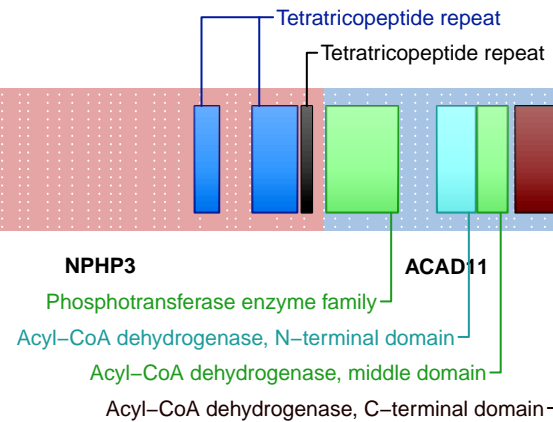 Tetratricopeptide repeat
Tetratricopeptide repeat
NPHP3
ACAD11
Phosphotransferase enzyme family
Acyl−CoA dehydrogenase, N−terminal domain
Acyl−CoA dehydrogenase, middle domain
Acyl−CoA dehydrogenase, C−terminal domain